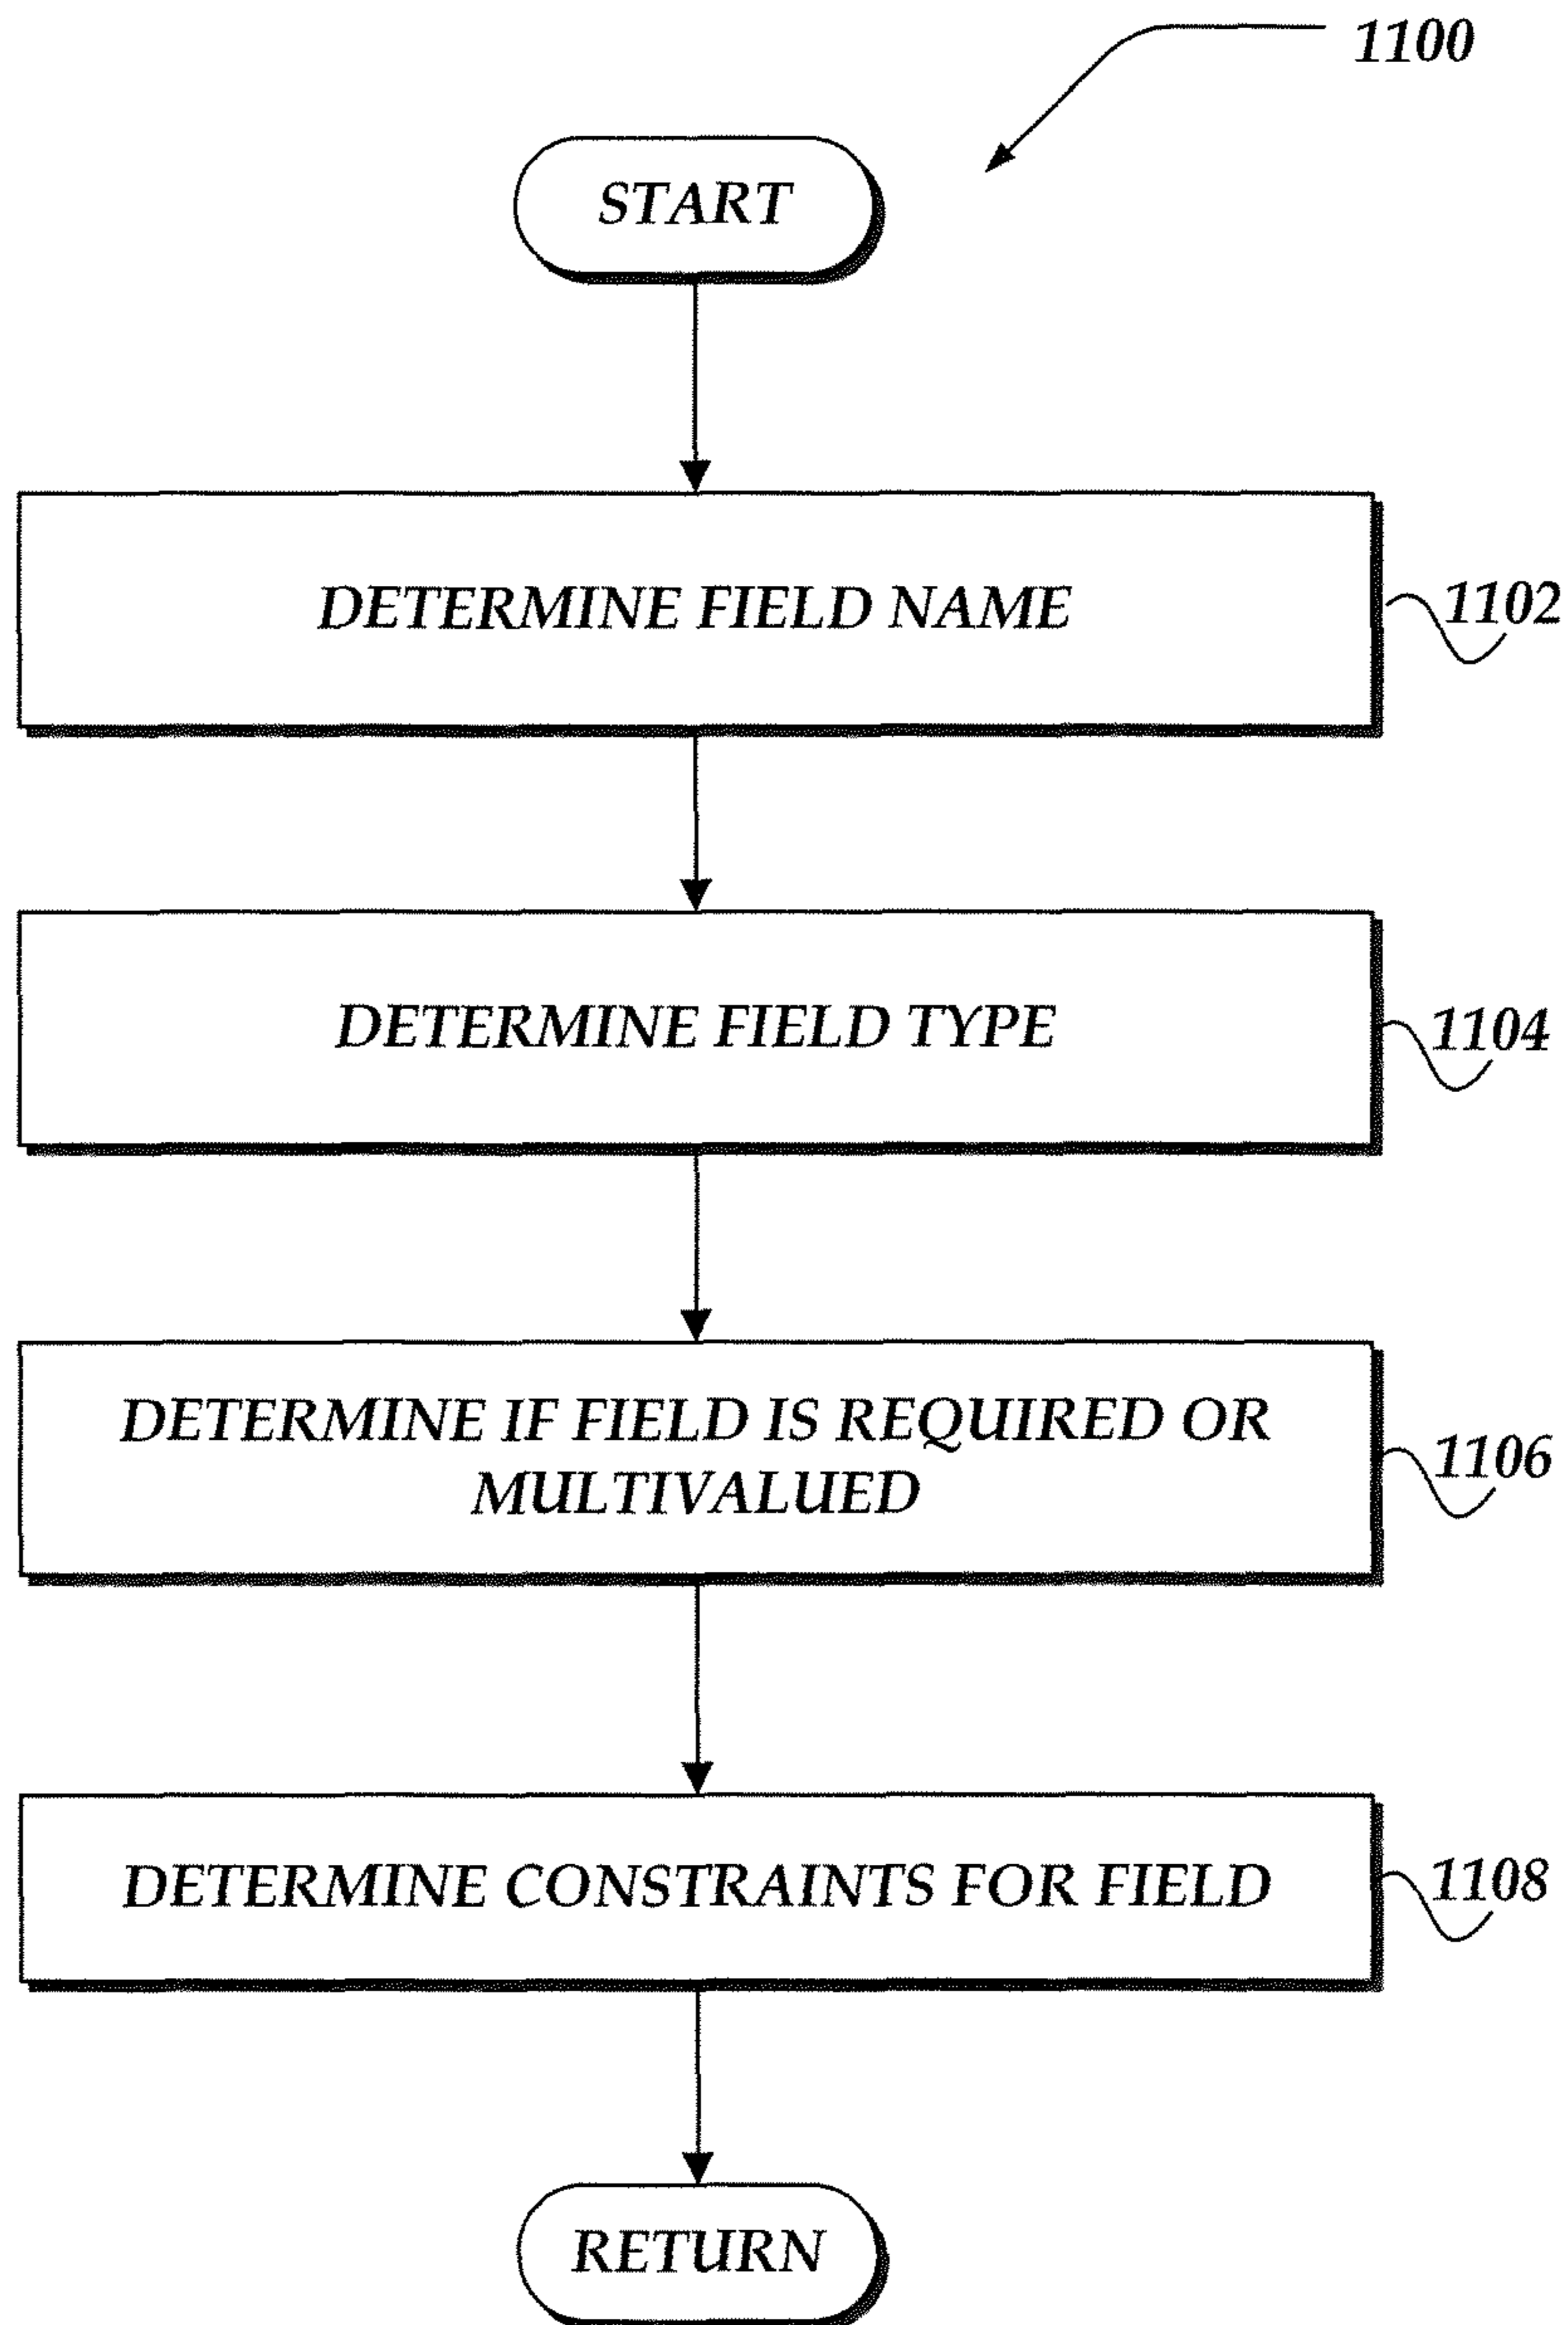 1100
START
DETERMINE FIELD NAME
1102
DETERMINE FIELD TYPE
1104
DETERMINE IF FIELD IS REQUIRED OR
MULTIVALUED
1106
DETERMINE CONSTRAINTS FOR FIELD
1108
RETURN